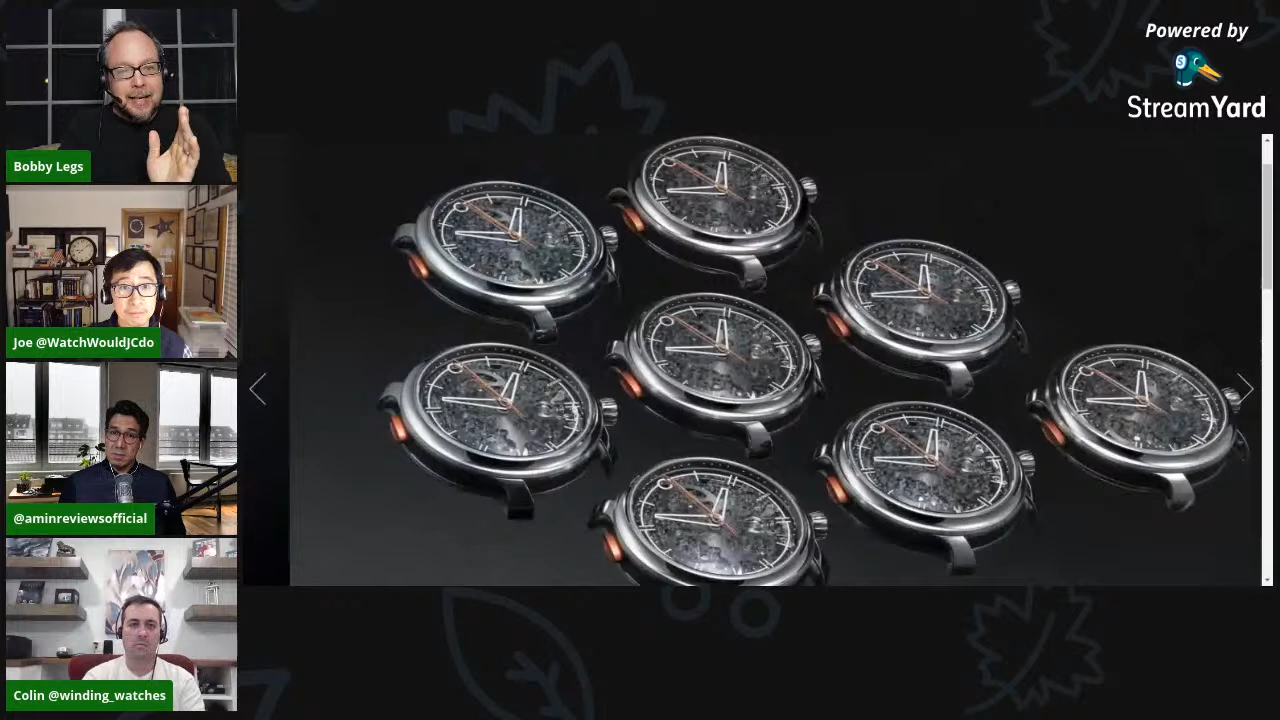 Powered by
StreamYard
Bobby Legs
Joe @WatchWouldJCdo
@aminreviewsofficial
Colin @winding_watches